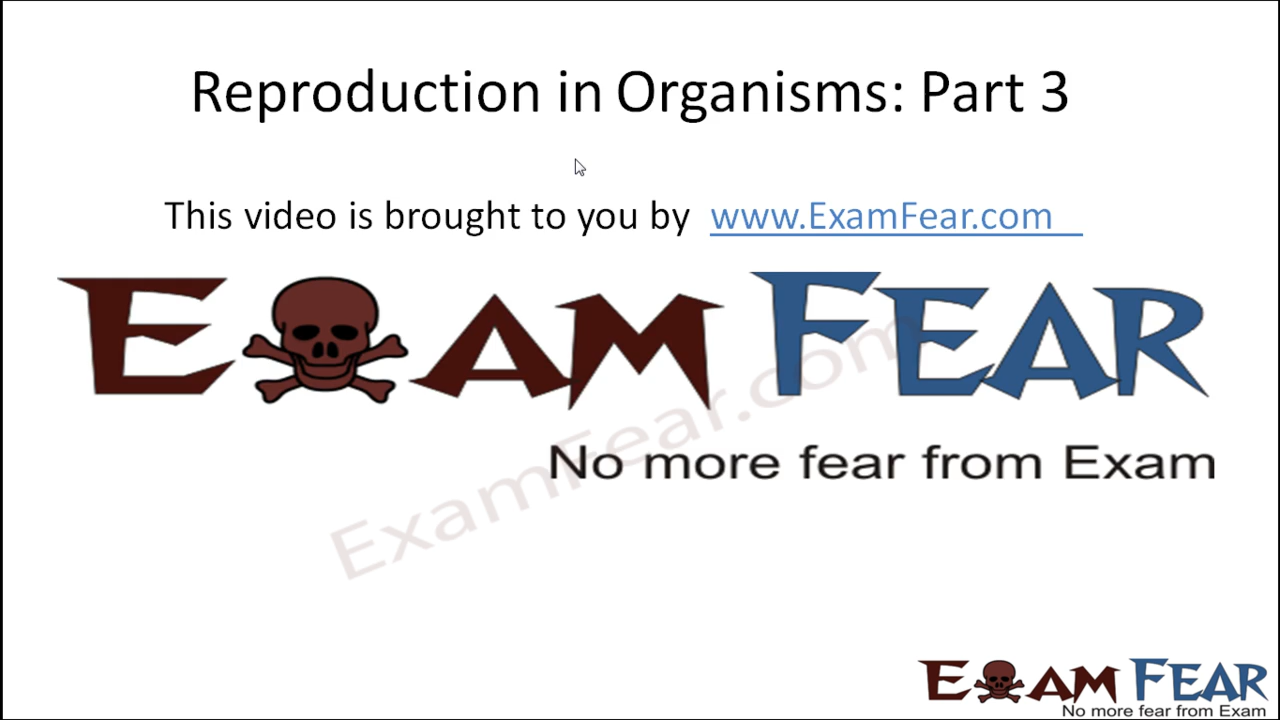 Reproduction in Organisms: Part 3
This video is brought to you by www.ExamFear.com
EXAM FEAR
No more fear from Exam
ExamFear.com
EXAM FEAR
No more fear from Exam